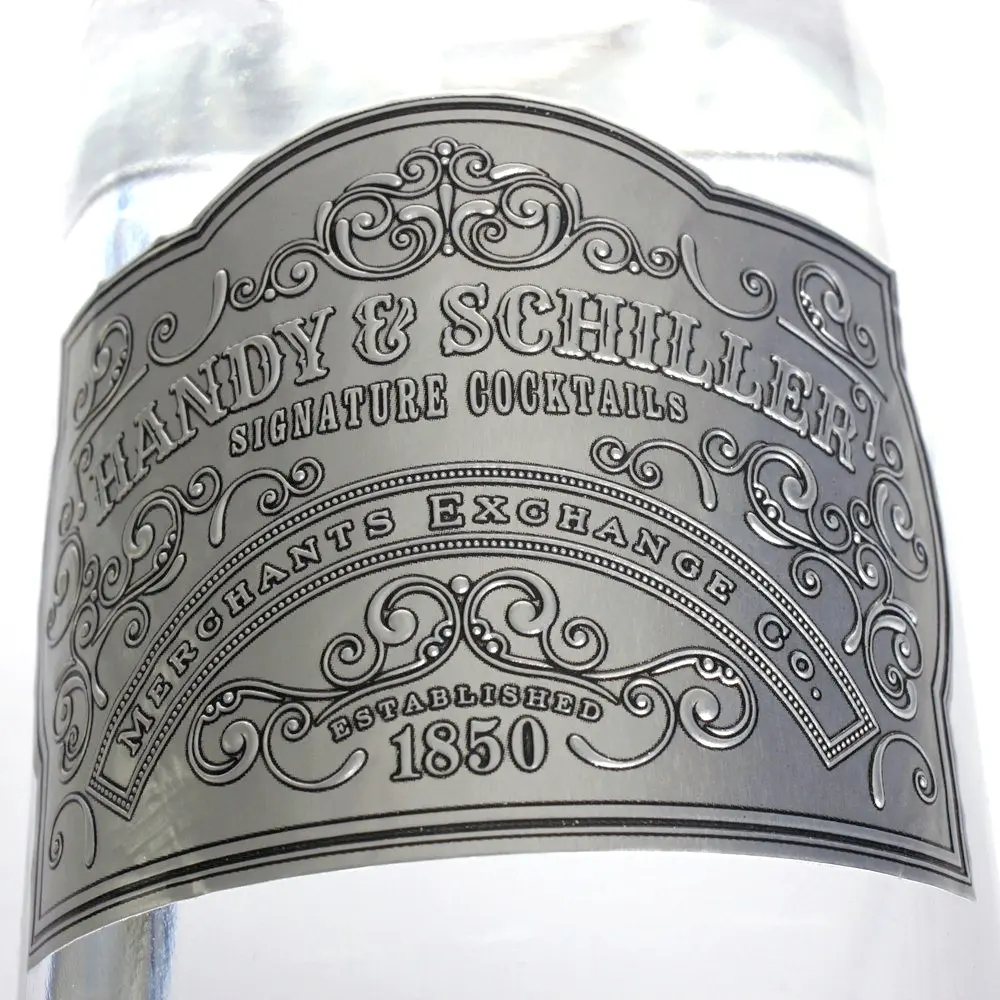 HANDY & SCHILLER
SIGNATURE COCKTAILS
MERCHANTS EXCHANGE CO.
ESTABLISHED
1850